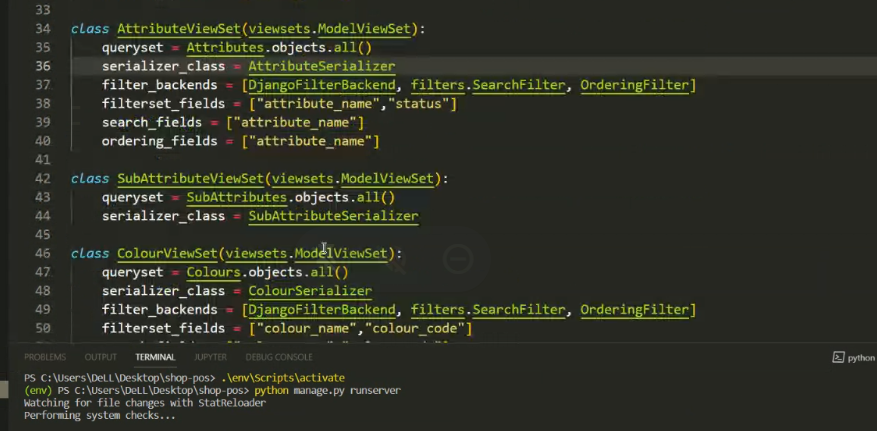 33
34 class AttributeViewSet(viewsets.ModelViewSet):
35     queryset = Attributes.objects.all()
36     serializer_class = AttributeSerializer
37     filter_backends = [DjangoFilterBackend, filters.SearchFilter, OrderingFilter]
38     filterset_fields = ["attribute_name","status"]
39     search_fields = ["attribute_name"]
40     ordering_fields = ["attribute_name"]
41
42 class SubAttributeViewSet(viewsets.ModelViewSet):
43     queryset = SubAttributes.objects.all()
44     serializer_class = SubAttributeSerializer
45
46 class ColourViewSet(viewsets.ModelViewSet):
47     queryset = Colours.objects.all()
48     serializer_class = ColourSerializer
49     filter_backends = [DjangoFilterBackend, filters.SearchFilter, OrderingFilter]
50     filterset_fields = ["colour_name","colour_code"]
PROBLEMS OUTPUT TERMINAL JUPYTER DEBUG CONSOLE python
PS C:\Users\DeLL\Desktop\shop-pos> .\env\Scripts\activate
(env) PS C:\Users\DeLL\Desktop\shop-pos> python manage.py runserver
Watching for file changes with StatReloader
Performing system checks...